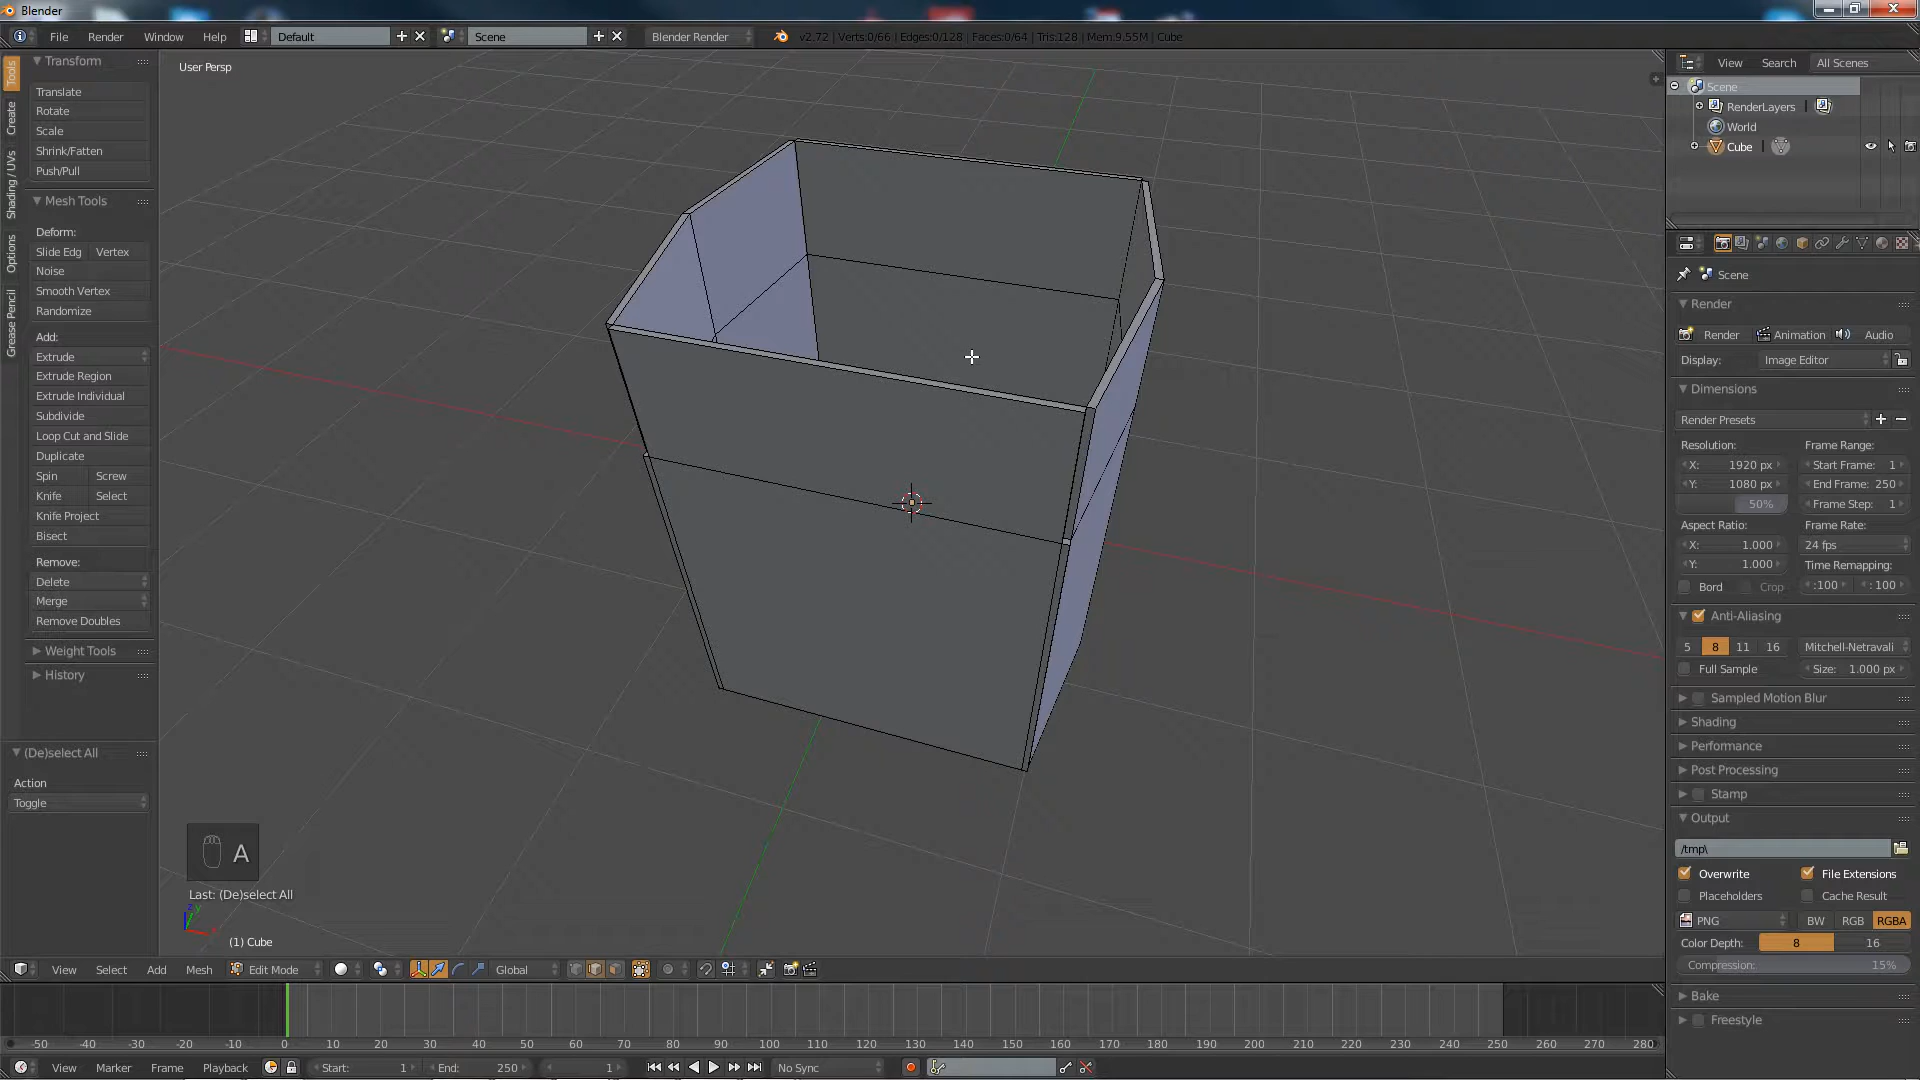 Blender
File Render Window Help Default Scene Blender Render v2.72 | Verts:0/66 | Edges:0/128 | Faces:0/64 | Tris:128 | Mem:9.55M | Cube
User Persp
Tools
Create
Shading / UVs
Options
Grease Pencil
Transform
Translate
Rotate
Scale
Shrink/Fatten
Push/Pull
Mesh Tools
Deform:
Slide Edg Vertex
Noise
Smooth Vertex
Randomize
Add:
Extrude
Extrude Region
Extrude Individual
Subdivide
Loop Cut and Slide
Duplicate
Spin Screw
Knife Select
Knife Project
Bisect
Remove:
Delete
Merge
Remove Doubles
Weight Tools
History
(De)select All
Action
Toggle
A
Last: (De)select All
z y x
(1) Cube
View Select Add Mesh Edit Mode Global
-50 -40 -30 -20 -10 0 10 20 30 40 50 60 70 80 90 100 110 120 130 140 150 160 170 180 190 200 210 220 230 240 250 260 270 280
View Marker Frame Playback Start: 1 End: 250 1 No Sync
View Search All Scenes
Scene
RenderLayers |
World
Cube |
Scene
Render
Render Animation Audio
Display: Image Editor
Dimensions
Render Presets
Resolution: Frame Range:
X: 1920 px Start Frame: 1
Y: 1080 px End Frame: 250
50% Frame Step: 1
Aspect Ratio: Frame Rate:
X: 1.000 24 fps
Y: 1.000 Time Remapping:
Bord Crop :100 : 100
Anti-Aliasing
5 8 11 16 Mitchell-Netravali
Full Sample Size: 1.000 px
Sampled Motion Blur
Shading
Performance
Post Processing
Stamp
Output
/tmp\
Overwrite File Extensions
Placeholders Cache Result
PNG BW RGB RGBA
Color Depth: 8 16
Compression: 15%
Bake
Freestyle